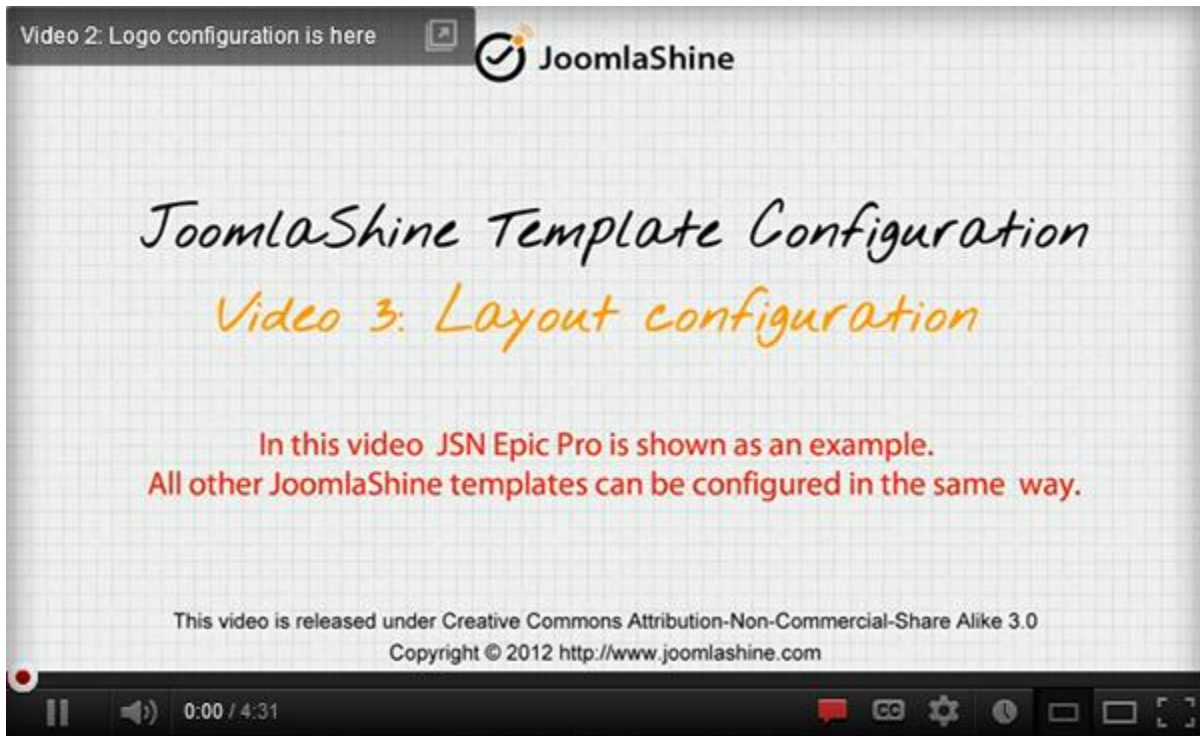 Video 2: Logo configuration is here
JoomlaShine
JoomlaShine Template Configuration
Video 3: Layout configuration
In this video JSN Epic Pro is shown as an example.
All other JoomlaShine templates can be configured in the same way.
This video is released under Creative Commons Attribution-Non-Commercial-Share Alike 3.0
Copyright © 2012 http://www.joomlashine.com
0:00 / 4:31
CC